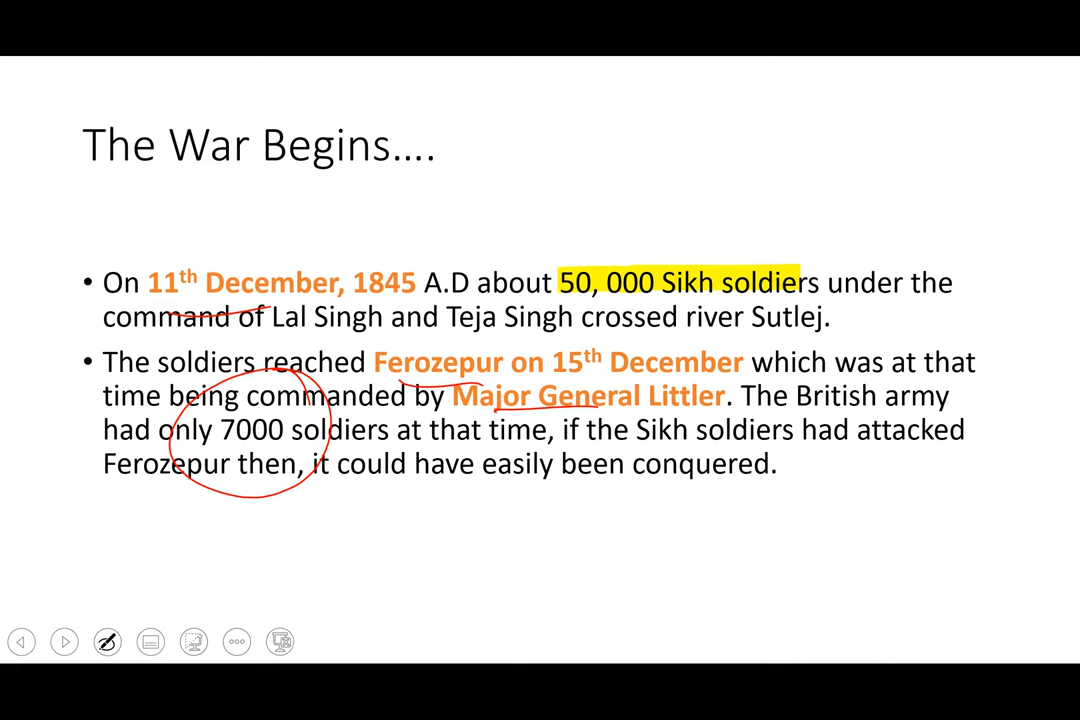 The War Begins....
• On 11th December, 1845 A.D about 50, 000 Sikh soldiers under the
command of Lal Singh and Teja Singh crossed river Sutlej.
• The soldiers reached Ferozepur on 15th December which was at that
time being commanded by Major General Littler. The British army
had only 7000 soldiers at that time, if the Sikh soldiers had attacked
Ferozepur then, it could have easily been conquered.